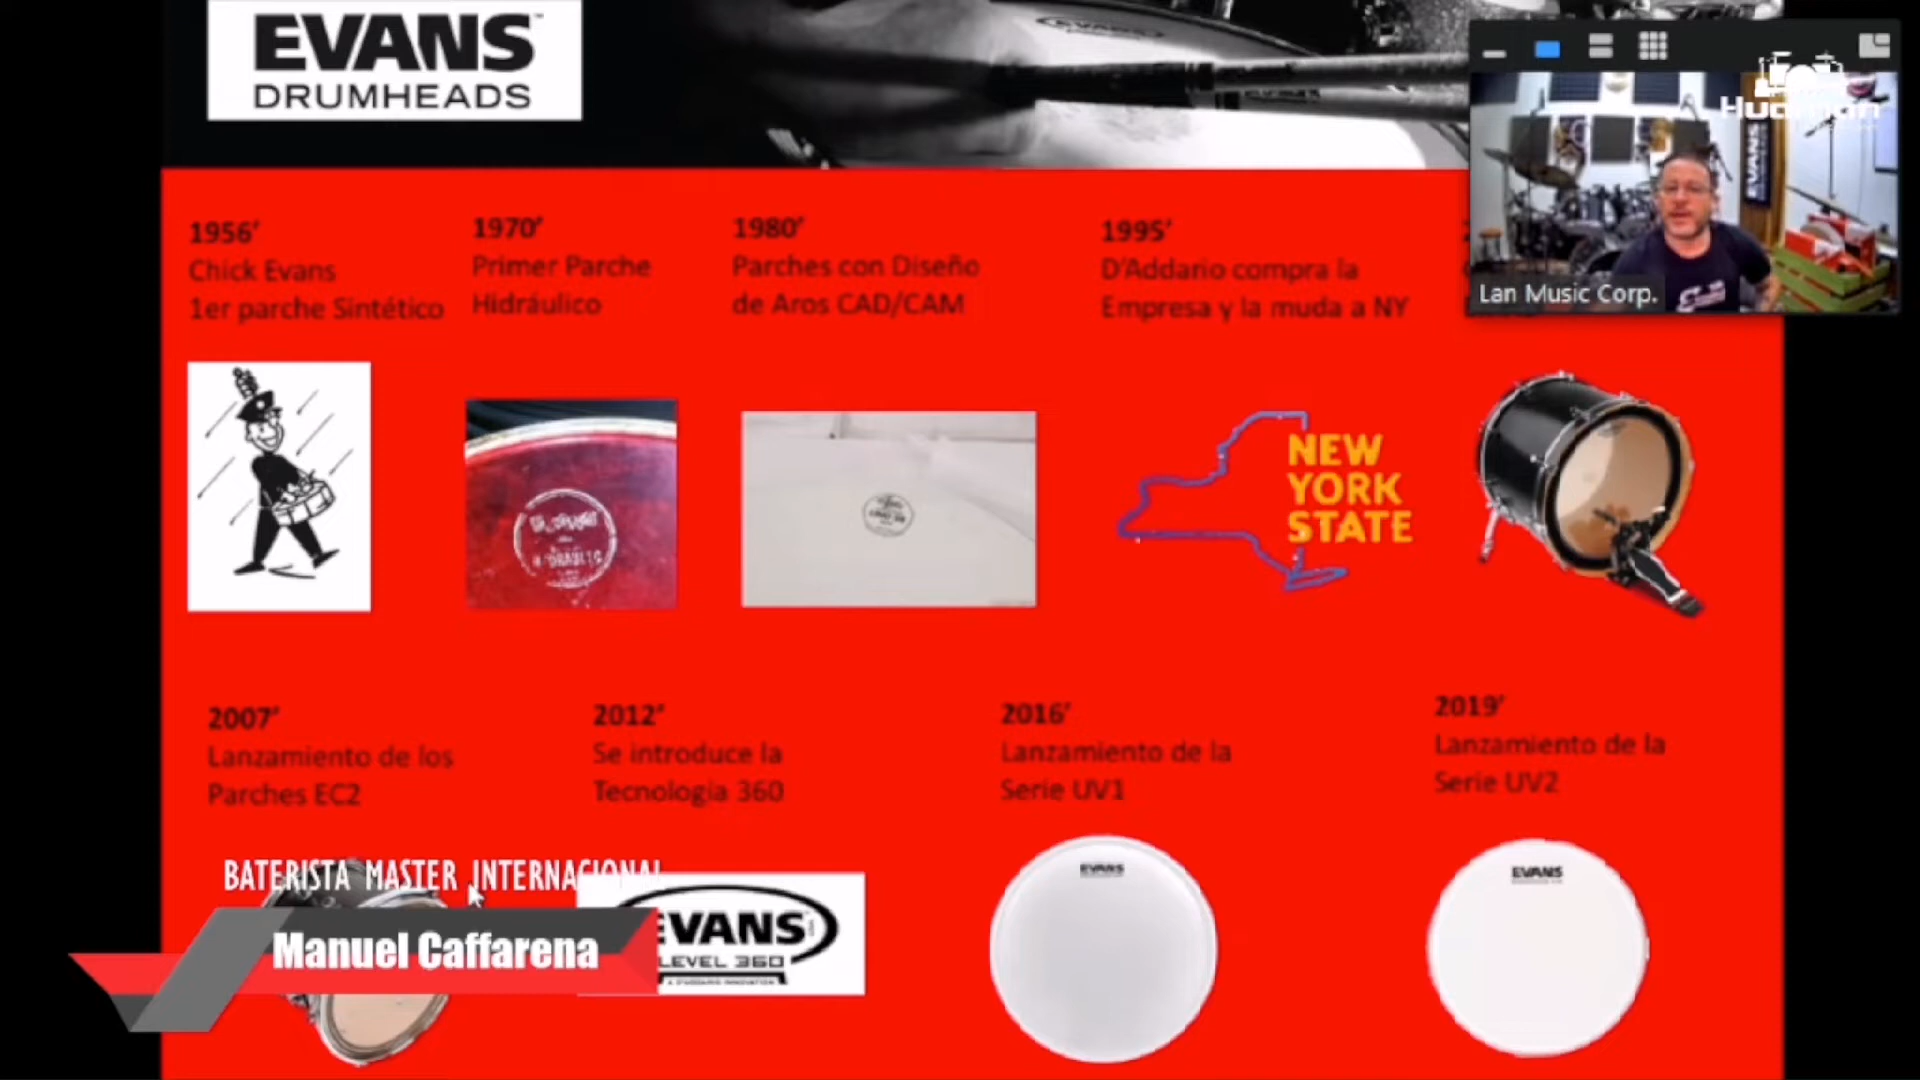 EVANS
DRUMHEADS
Lan Music Corp.
1956'
Chick Evans
1er parche Sintético
1970'
Primer Parche
Hidráulico
1980'
Parches con Diseño
de Aros CAD/CAM
1995'
D'Addario compra la
Empresa y la muda a NY
NEW
YORK
STATE
2007'
Lanzamiento de los
Parches EC2
2012'
Se introduce la
Tecnologia 360
2016'
Lanzamiento de la
Serie UV1
2019'
Lanzamiento de la
Serie UV2
BATERISTA MASTER INTERNACIONAL
Manuel Caffarena
EVANS
LEVEL 360
EVANS
EVANS
EVANS